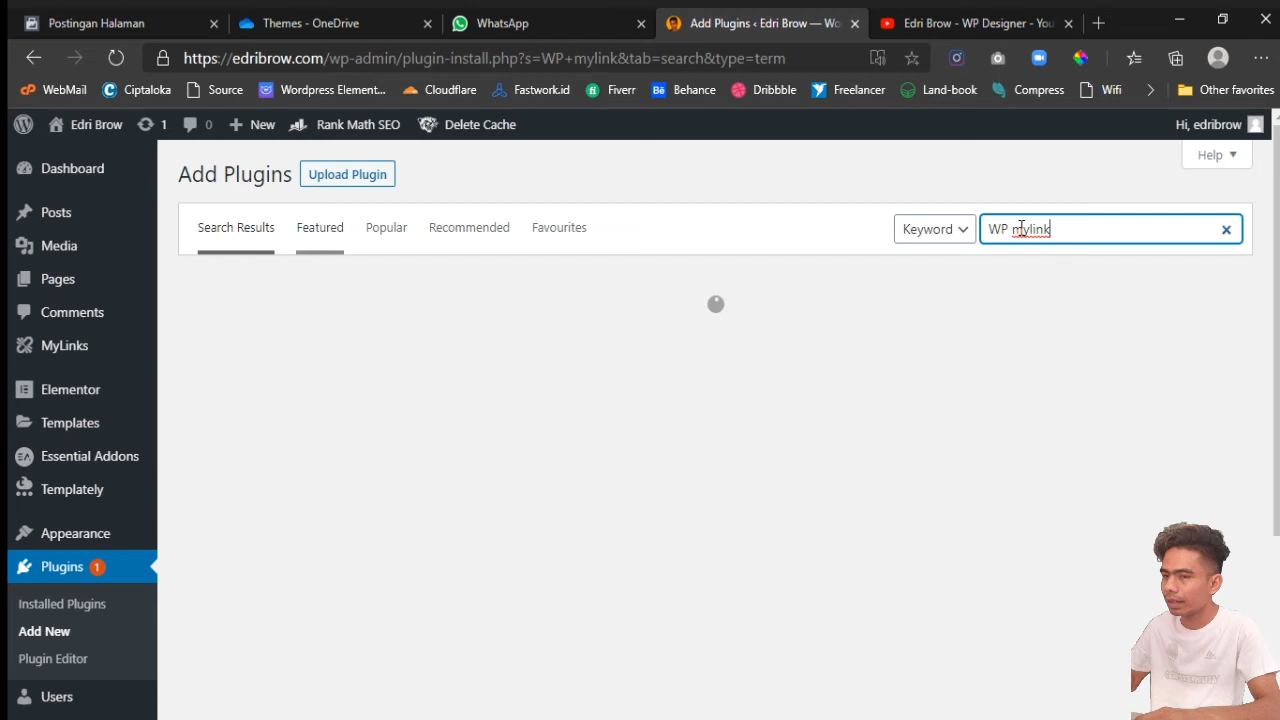 Postingan Halaman
Themes - OneDrive
WhatsApp
Add Plugins ‹ Edri Brow — Wo
Edri Brow - WP Designer - You
https://edribrow.com/wp-admin/plugin-install.php?s=WP+mylink&tab=search&type=term
WebMail
Ciptaloka
Source
Wordpress Element...
Cloudflare
Fastwork.id
Fiverr
Behance
Dribbble
Freelancer
Land-book
Compress
Wifi
Other favorites
Edri Brow
1
0
New
Rank Math SEO
Delete Cache
Hi, edribrow
Dashboard
Posts
Media
Pages
Comments
MyLinks
Elementor
Templates
Essential Addons
Templately
Appearance
Plugins 1
Installed Plugins
Add New
Plugin Editor
Users
Help
Add Plugins
Upload Plugin
Search Results
Featured
Popular
Recommended
Favourites
Keyword
WP mylink